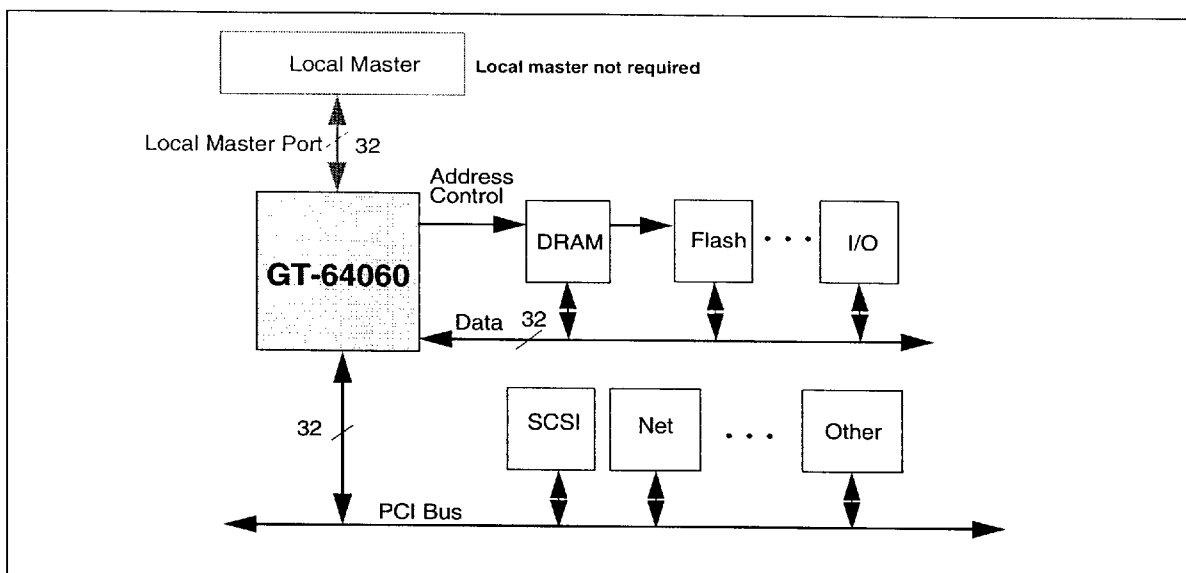 Local Master
Local master not required
Local Master Port
32
Address
Control
GT-64060
DRAM
Flash
I/O
Data
32
32
SCSI
Net
Other
PCI Bus